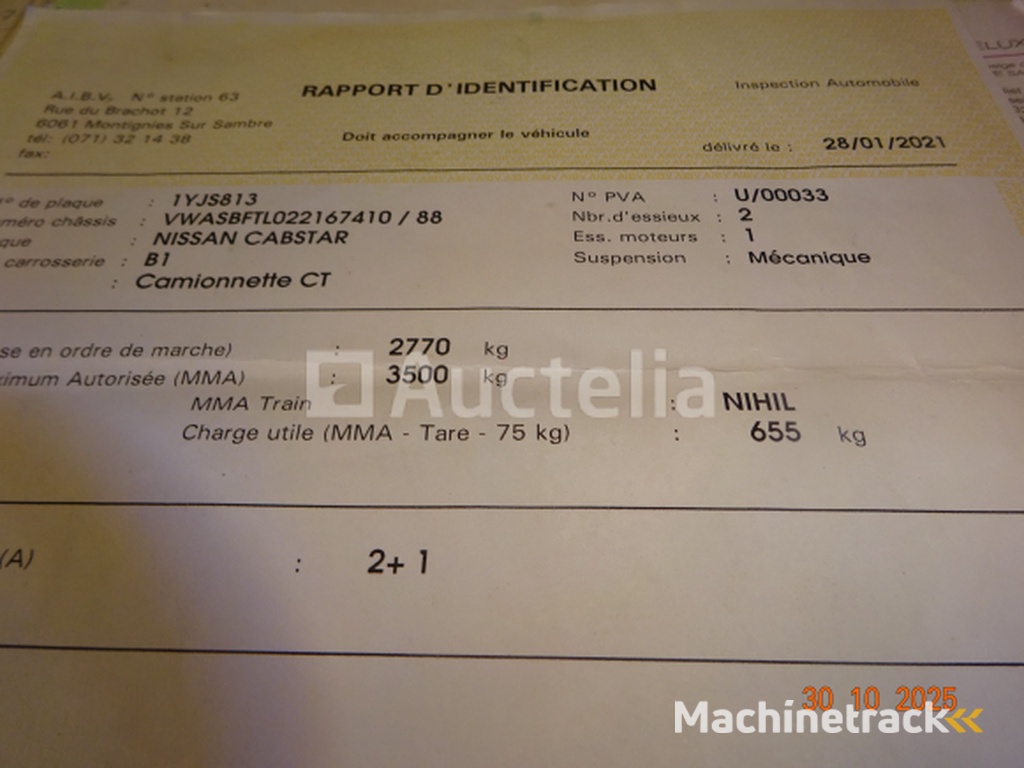 A.I.B.V. N° station 63
Rue du Brachot 12
6061 Montignies Sur Sambre
tél: (071) 32 14 38
fax:
RAPPORT D'IDENTIFICATION
Doit accompagner le véhicule
Inspection Automobile
délivré le : 28/01/2021
ELUX
N° de plaque : 1YJS813
méro châssis : VWASBFTL022167410 / 88
que : NISSAN CABSTAR
carrosserie : B1
: Camionnette CT
N° PVA : U/00033
Nbr.d'essieux : 2
Ess. moteurs : 1
Suspension : Mécanique
se en ordre de marche) : 2770 kg
ximum Autorisée (MMA) : 3500 kg
MMA Train : NIHIL
Charge utile (MMA - Tare - 75 kg) : 655 kg
Auctelia
(A) : 2+ 1
30 10 2025
Machinetrack